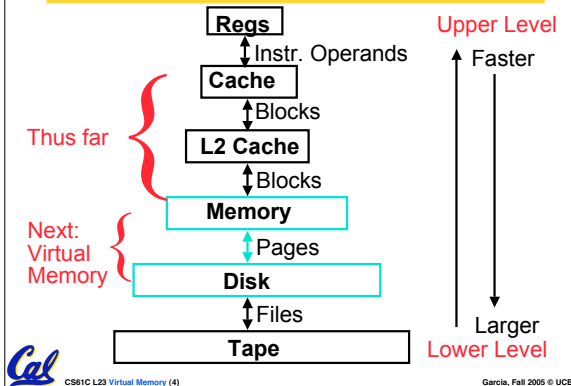 Regs
Upper Level
Instr. Operands
Faster
Cache
Blocks
Thus far
L2 Cache
Blocks
Memory
Next:
Virtual
Memory
Pages
Disk
Files
Larger
Tape
Lower Level
Cal
CS61C L23 Virtual Memory (4)
Garcia, Fall 2005 © UCB